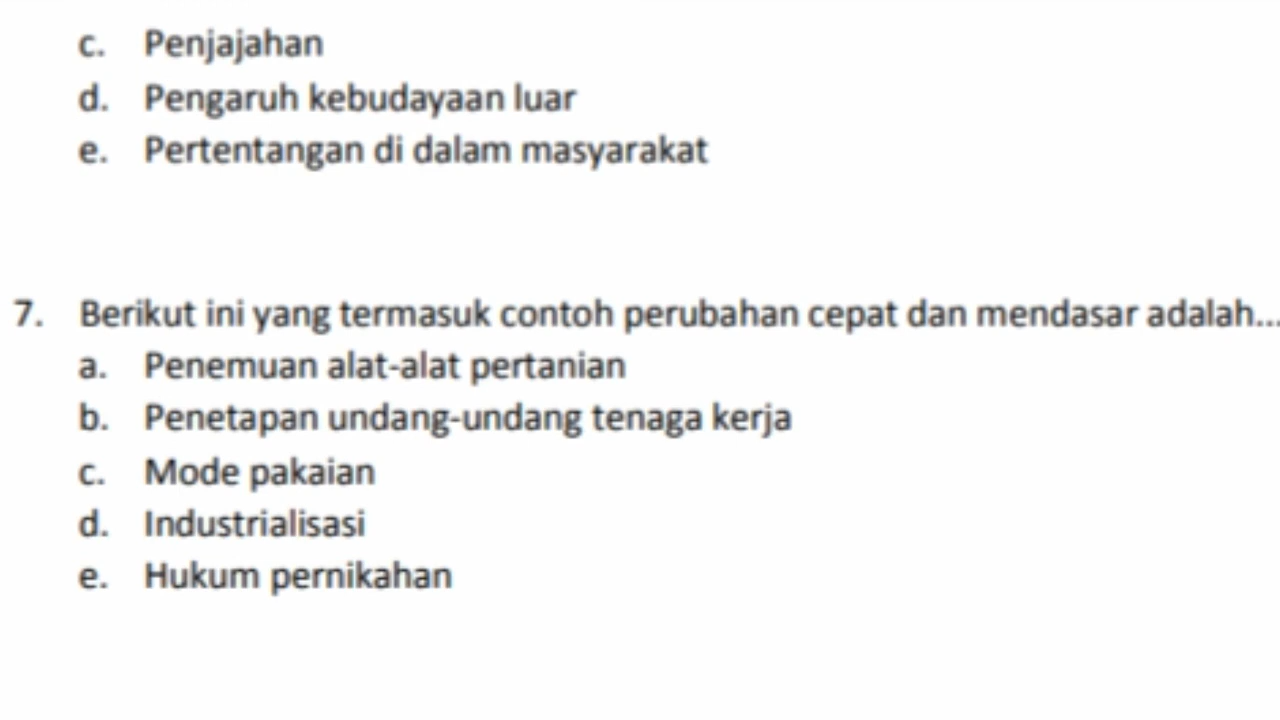 c. Penjajahan
d. Pengaruh kebudayaan luar
e. Pertentangan di dalam masyarakat
7. Berikut ini yang termasuk contoh perubahan cepat dan mendasar adalah...
a. Penemuan alat-alat pertanian
b. Penetapan undang-undang tenaga kerja
c. Mode pakaian
d. Industrialisasi
e. Hukum pernikahan